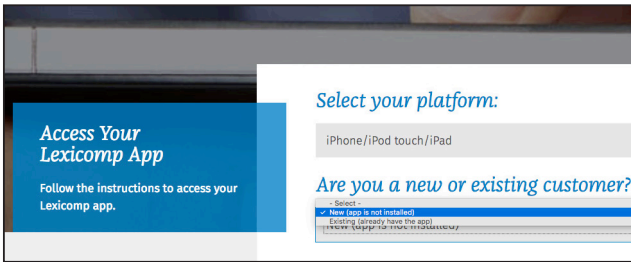 Access Your
Lexicomp App
Follow the instructions to access your
Lexicomp app.
Select your platform:
iPhone/iPod touch/iPad
Are you a new or existing customer?
- Select -
✓ New (app is not installed)
Existing (already have the app)
New (app is not installed)